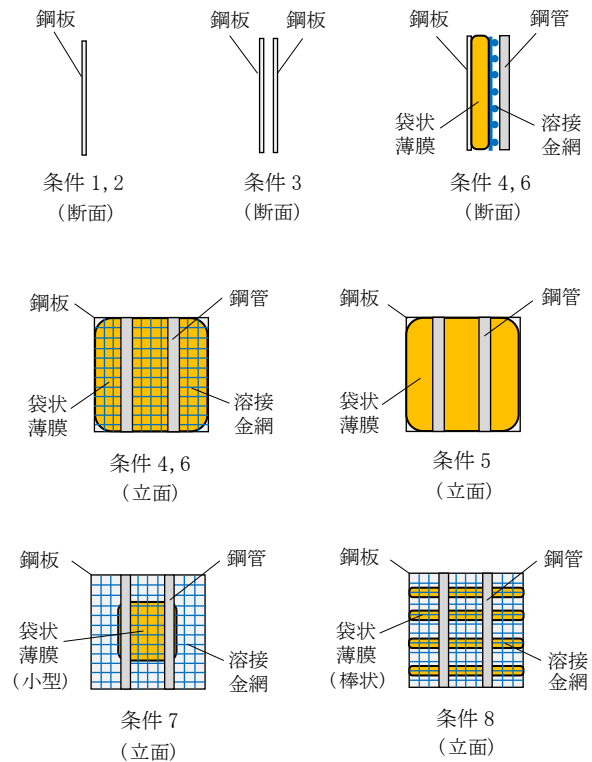 鋼板
鋼板
鋼板
鋼板
鋼管
袋状
薄膜
溶接
金網
条件 1, 2
（断面）
条件 3
（断面）
条件 4, 6
（断面）
鋼板
鋼管
袋状
薄膜
溶接
金網
条件 4, 6
（立面）
鋼板
鋼管
袋状
薄膜
条件 5
（立面）
鋼板
鋼管
袋状
薄膜
（小型）
溶接
金網
条件 7
（立面）
鋼板
鋼管
袋状
薄膜
（棒状）
溶接
金網
条件 8
（立面）